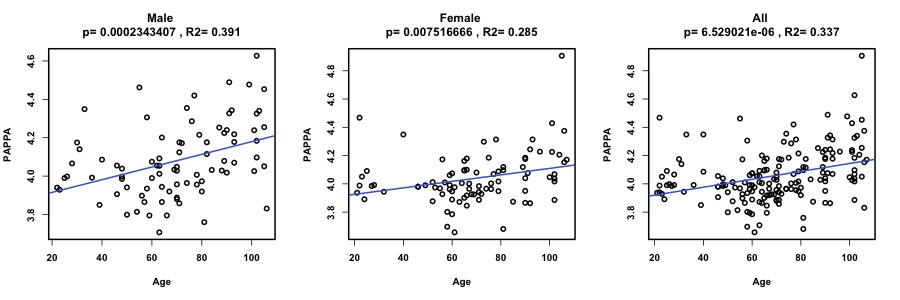 Male
p= 0.0002343407 , R2= 0.391
PAPPA
4.6
4.4
4.2
4.0
3.8
20 40 60 80 100
Age
Female
p= 0.007516666 , R2= 0.285
PAPPA
4.8
4.6
4.4
4.2
4.0
3.8
20 40 60 80 100
Age
All
p= 6.529021e-06 , R2= 0.337
PAPPA
4.8
4.6
4.4
4.2
4.0
3.8
20 40 60 80 100
Age